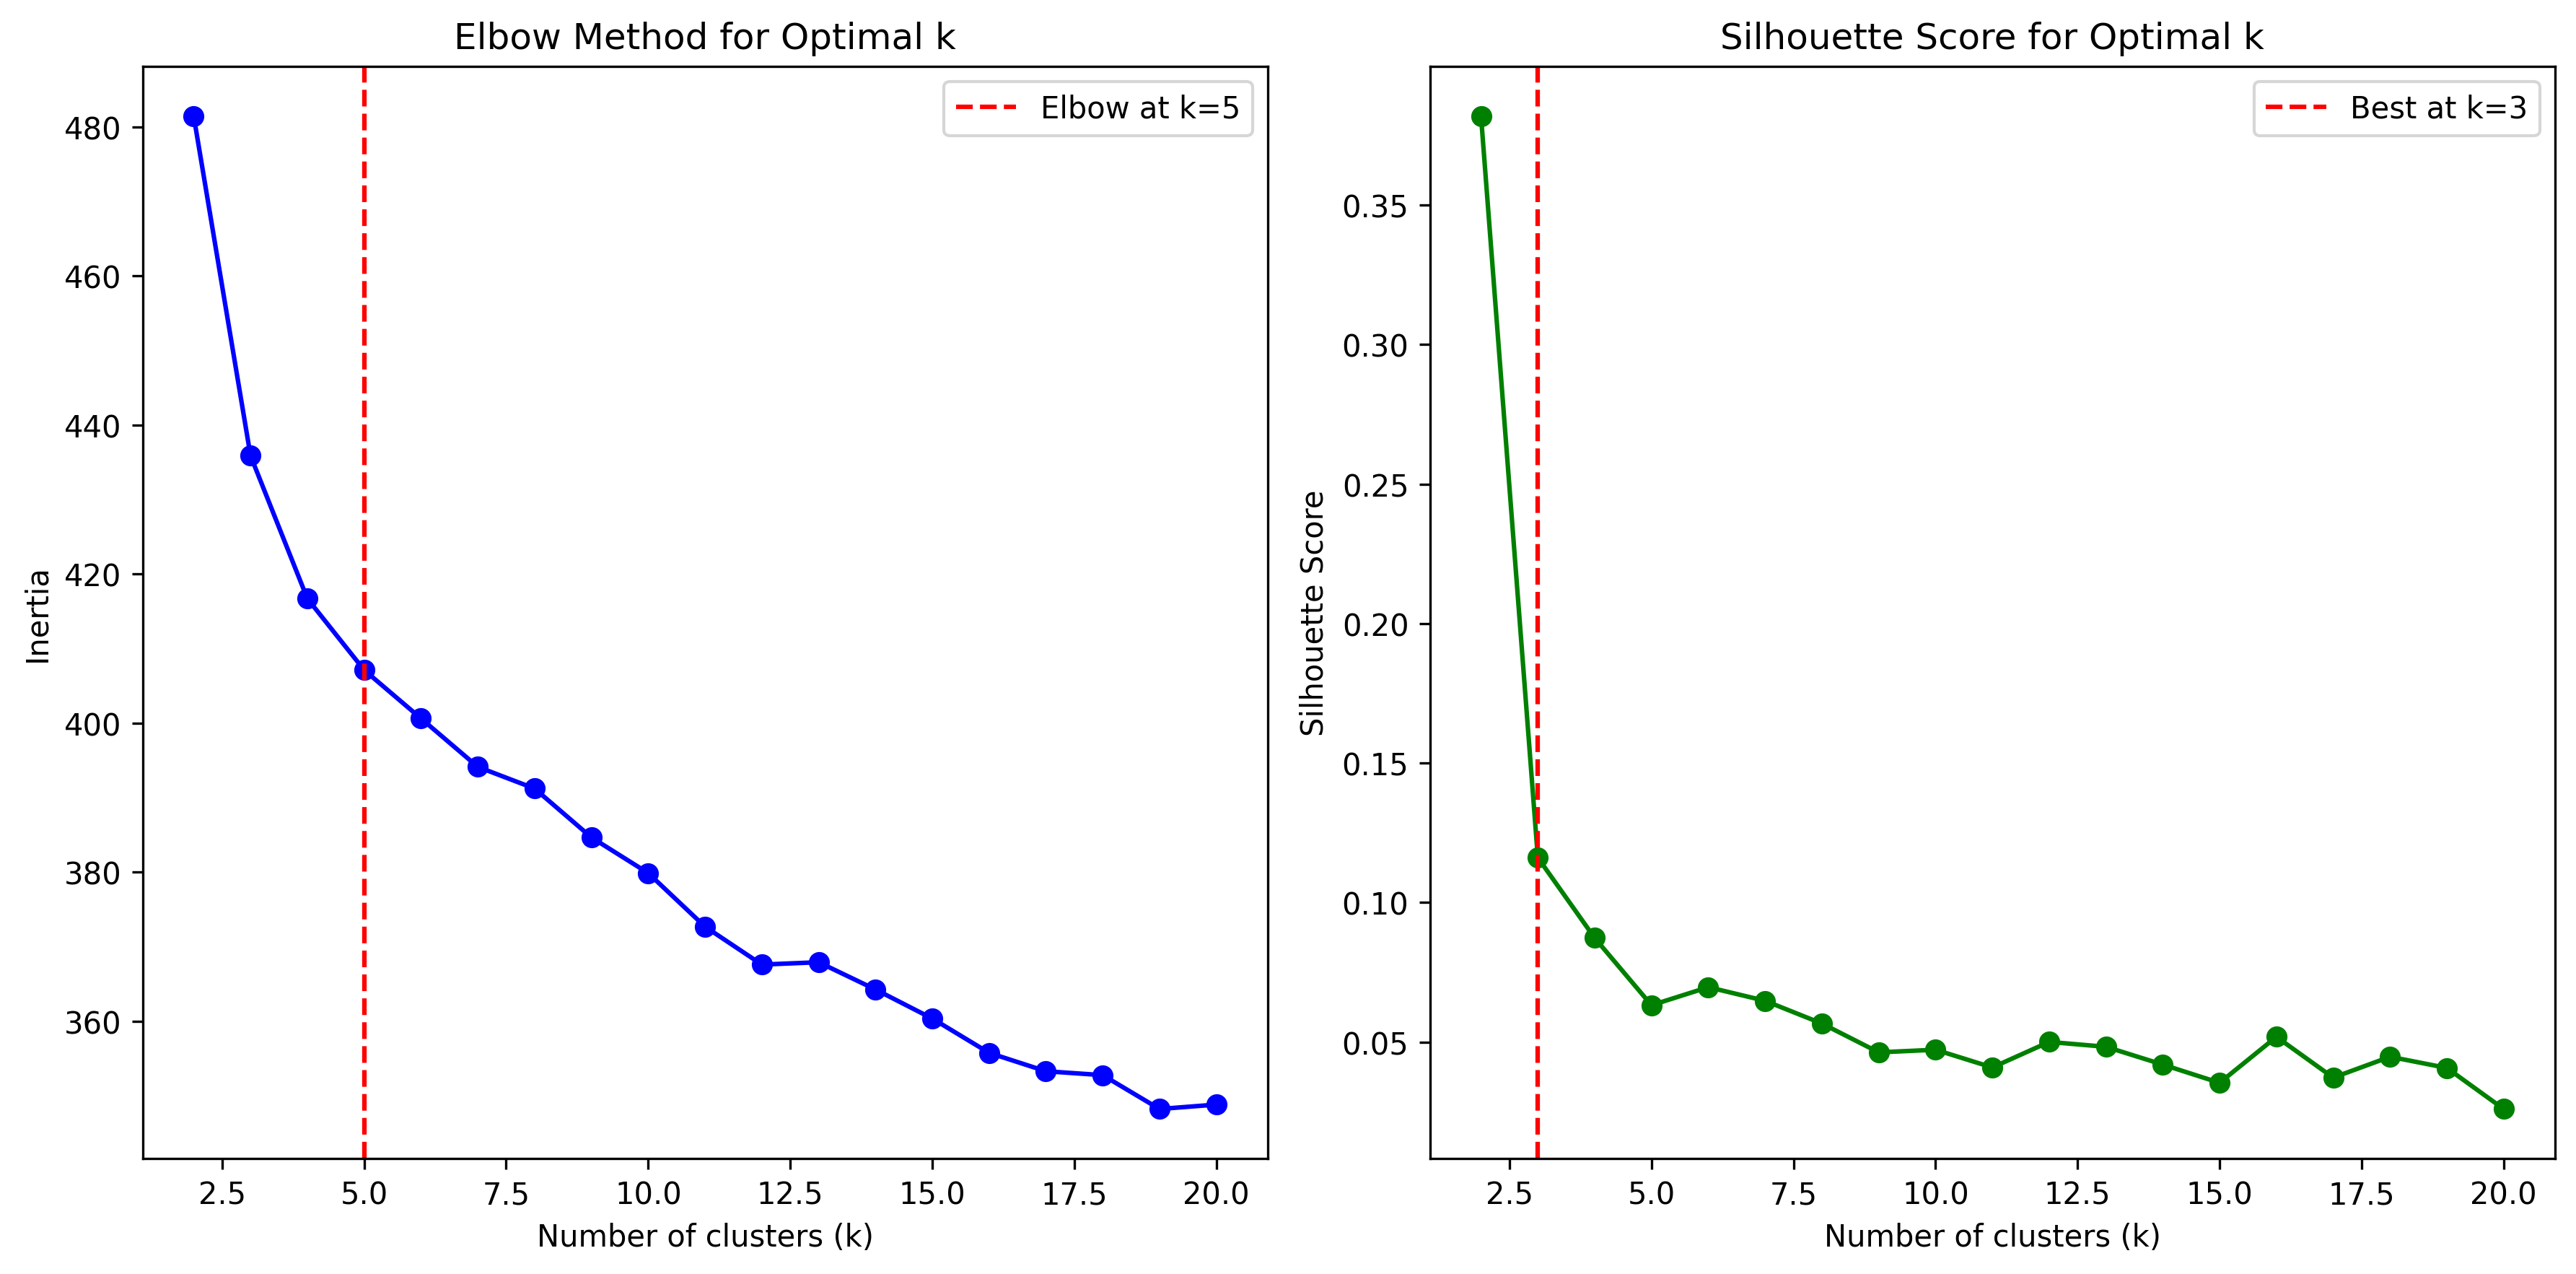 Elbow Method for Optimal k
Elbow at k=5
480
460
440
420
400
380
360
Inertia
2.5 5.0 7.5 10.0 12.5 15.0 17.5 20.0
Number of clusters (k)
Silhouette Score for Optimal k
Best at k=3
0.35
0.30
0.25
0.20
0.15
0.10
0.05
Silhouette Score
2.5 5.0 7.5 10.0 12.5 15.0 17.5 20.0
Number of clusters (k)